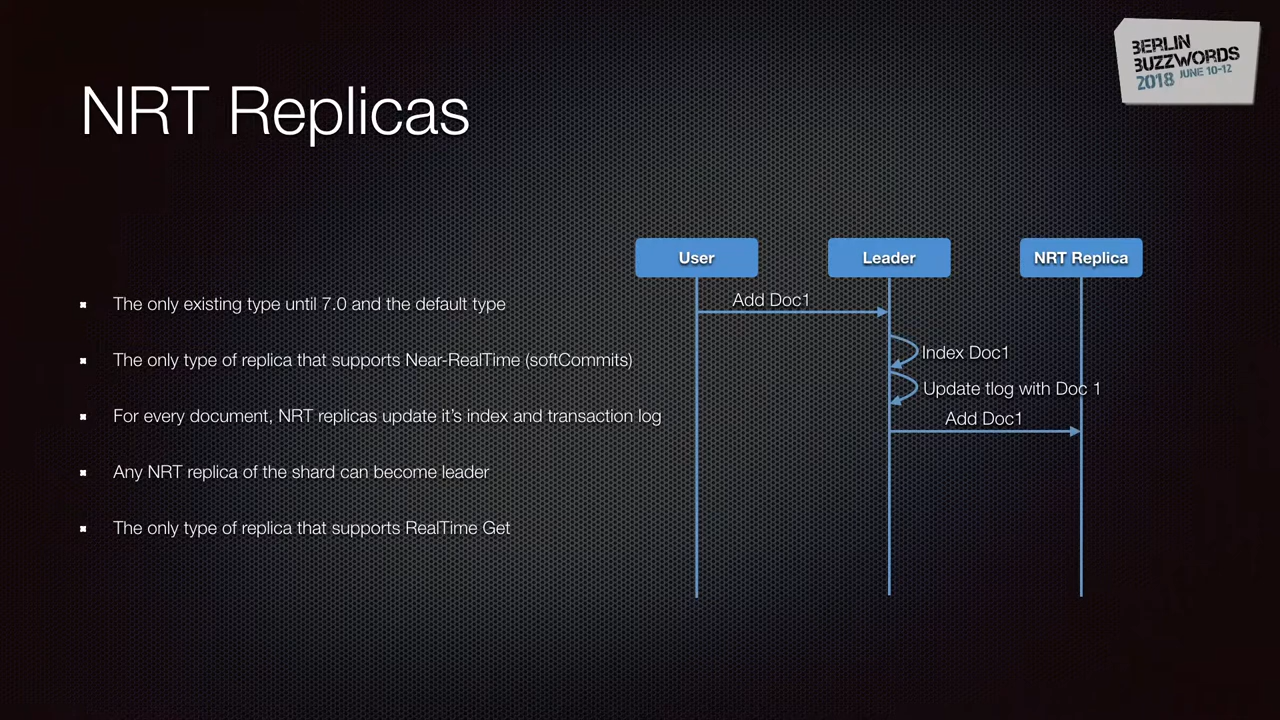 BERLIN
BUZZWORDS
2018 JUNE 10-12
NRT Replicas
User
Leader
NRT Replica
The only existing type until 7.0 and the default type
The only type of replica that supports Near-RealTime (softCommits)
For every document, NRT replicas update it’s index and transaction log
Any NRT replica of the shard can become leader
The only type of replica that supports RealTime Get
Add Doc1
Index Doc1
Update tlog with Doc 1
Add Doc1